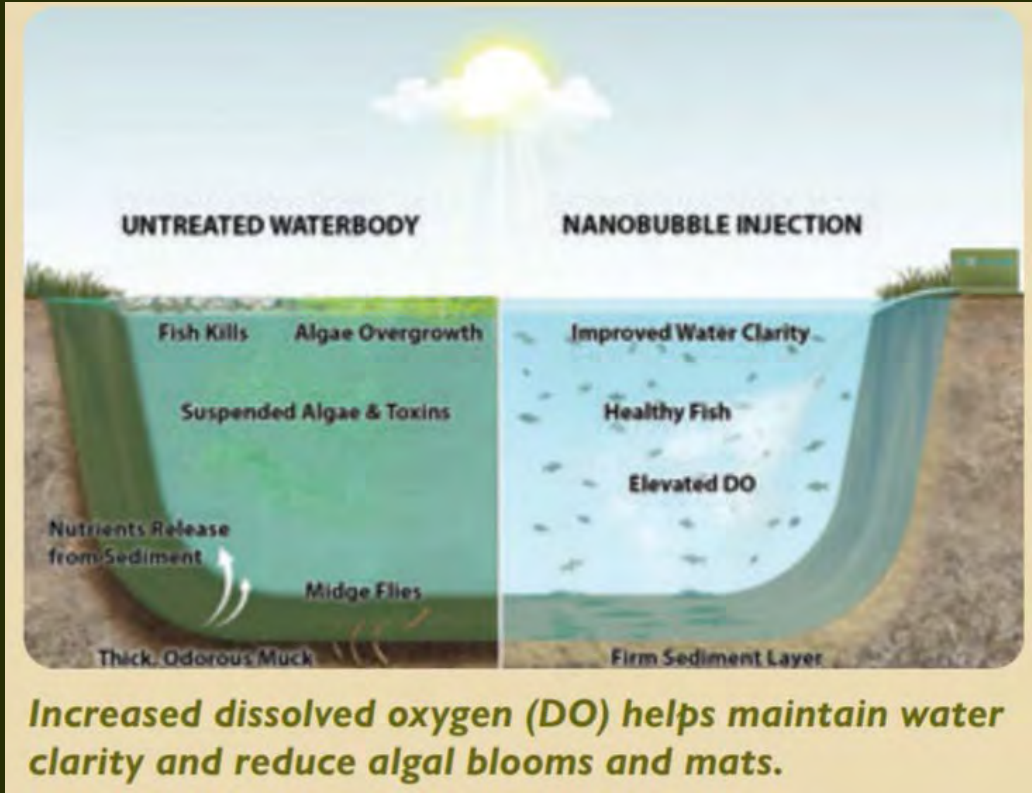 UNTREATED WATERBODY
NANOBUBBLE INJECTION
Fish Kills
Algae Overgrowth
Suspended Algae & Toxins
Nutrients Release
from Sediment
Midge Flies
Thick, Odorous Muck
Improved Water Clarity
Healthy Fish
Elevated DO
Firm Sediment Layer
Increased dissolved oxygen (DO) helps maintain water
clarity and reduce algal blooms and mats.